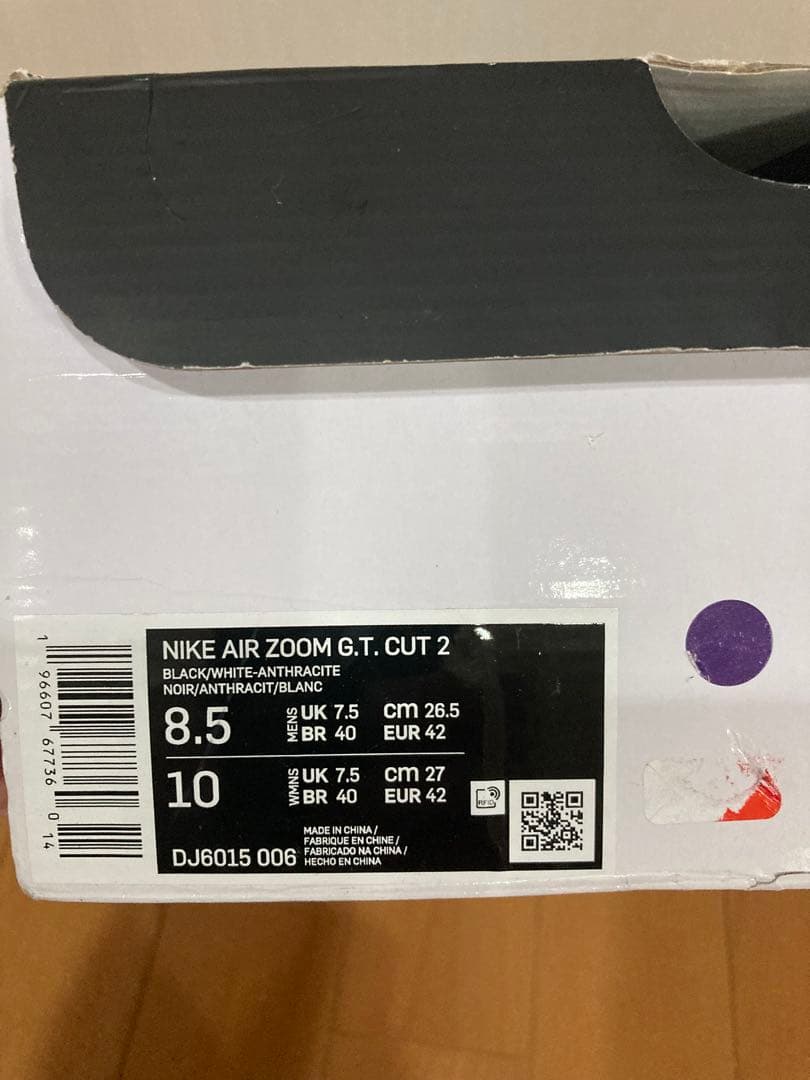 NIKE AIR ZOOM G.T. CUT 2
BLACK/WHITE-ANTHRACITE
NOIR/ANTHRACIT/BLANC
8.5 MENS UK 7.5 cm 26.5
BR 40 EUR 42
10 WMNS UK 7.5 cm 27
BR 40 EUR 42
RFID
DJ6015 006
MADE IN CHINA /
FABRIQUE EN CHINE /
FABRICADO NA CHINA /
HECHO EN CHINA
1 96607 67736 0 14